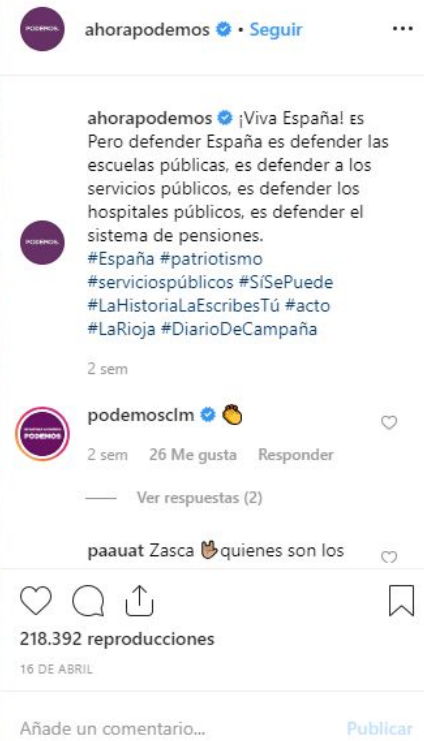 PODEMOS.
ahorapodemos • Seguir
ahorapodemos ¡Viva España! ES
Pero defender España es defender las
escuelas públicas, es defender a los
servicios públicos, es defender los
hospitales públicos, es defender el
PODEMOS.
sistema de pensiones.
#España #patriotismo
#serviciospúblicos #SíSePuede
#LaHistoriaLaEscribesTú #acto
#LaRioja #DiarioDeCampaña
2 sem
podemosclm
PODEMOS
2 sem 26 Me gusta Responder
Ver respuestas (2)
paauat Zasca quienes son los
218.392 reproducciones
16 DE ABRIL
Añade un comentario...
Publicar